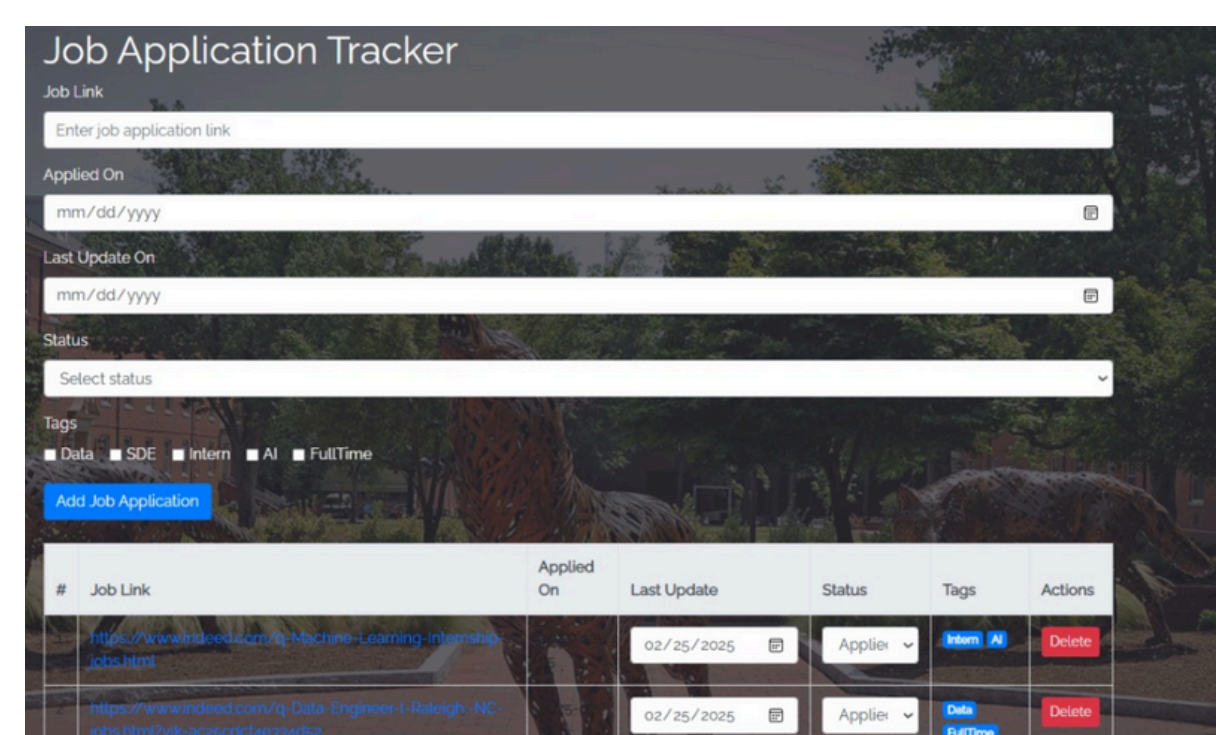 Job Application Tracker
Job Link
Enter job application link
Applied On
mm/dd/yyyy
Last Update On
mm/dd/yyyy
Status
Select status
Tags
Data SDE Intern AI FullTime
Add Job Application
# Job Link Applied On Last Update Status Tags Actions
https://www.indeed.com/q-Machine-Learning-Internship-
jobs.html
02/25/2025 Applie Intern AI Delete
https://www.indeed.com/q-Data-Engineer-l-Raleigh,-NC-
02/25/2025 Applie Data Delete
FullTime